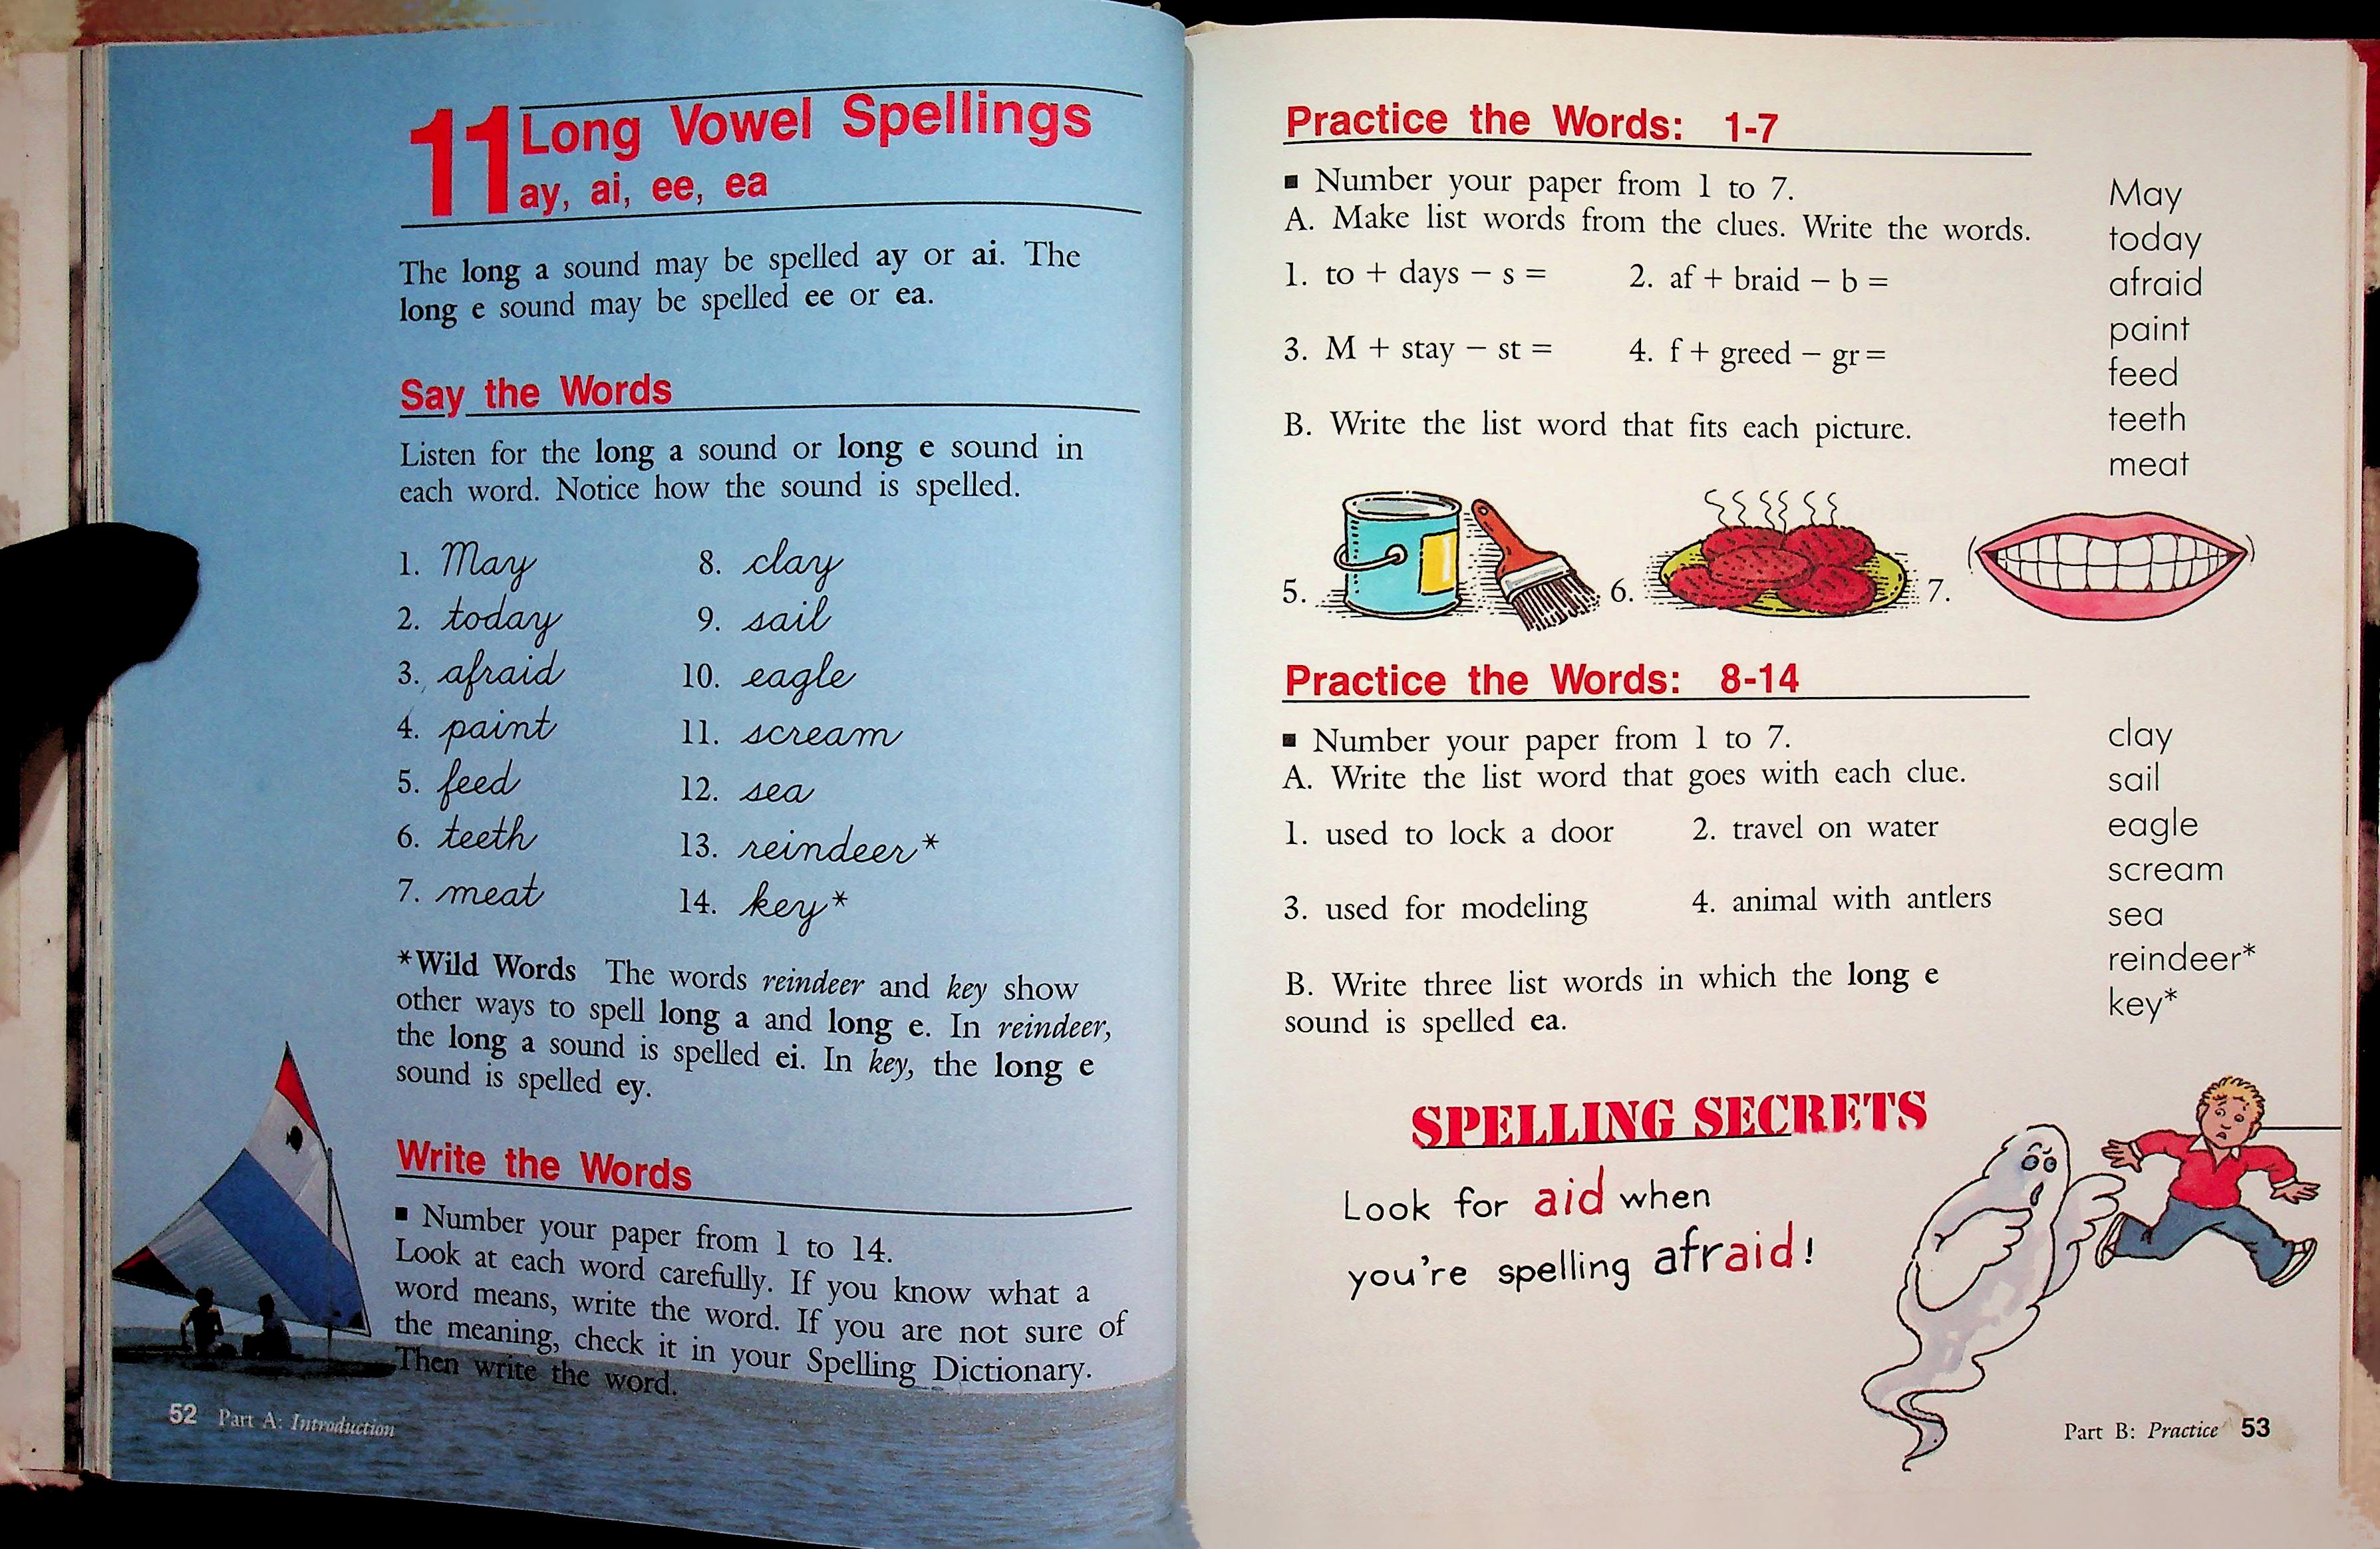 11 Long Vowel Spellings
ay, ai, ee, ea
The long a sound may be spelled ay or ai. The
long e sound may be spelled ee or ea.
Say the Words
Listen for the long a sound or long e sound in
each word. Notice how the sound is spelled.
1. May
2. today
3. afraid
4. paint
5. feed
6. teeth
7. meat
8. clay
9. sail
10. eagle
11. scream
12. sea
13. reindeer*
14. key*
*Wild Words The words reindeer and key show
other ways to spell long a and long e. In reindeer,
the long a sound is spelled ei. In key, the long e
sound is spelled ey.
Write the Words
■ Number your paper from 1 to 14.
Look at each word carefully. If you know what a
word means, write the word. If you are not sure of
the meaning, check it in your Spelling Dictionary.
Then write the word.
52 Part A: Introduction
Practice the Words: 1-7
■ Number your paper from 1 to 7.
A. Make list words from the clues. Write the words.
1. to + days − s = 2. af + braid − b =
3. M + stay − st = 4. f + greed − gr =
B. Write the list word that fits each picture.
5. 6. 7.
May
today
afraid
paint
feed
teeth
meat
Practice the Words: 8-14
■ Number your paper from 1 to 7.
A. Write the list word that goes with each clue.
1. used to lock a door 2. travel on water
3. used for modeling 4. animal with antlers
B. Write three list words in which the long e
sound is spelled ea.
clay
sail
eagle
scream
sea
reindeer*
key*
SPELLING SECRETS
Look for aid when
you're spelling afraid!
Part B: Practice 53